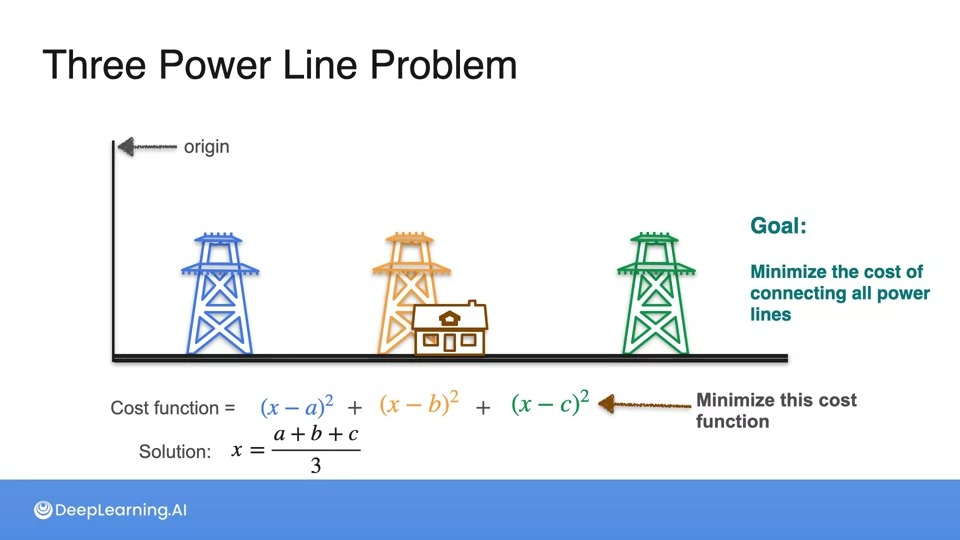 Three Power Line Problem
origin
Goal:
Minimize the cost of
connecting all power
lines
Cost function = (x − a)² + (x − b)² + (x − c)²
Minimize this cost
function
Solution: x = (a + b + c) / 3
DeepLearning.AI